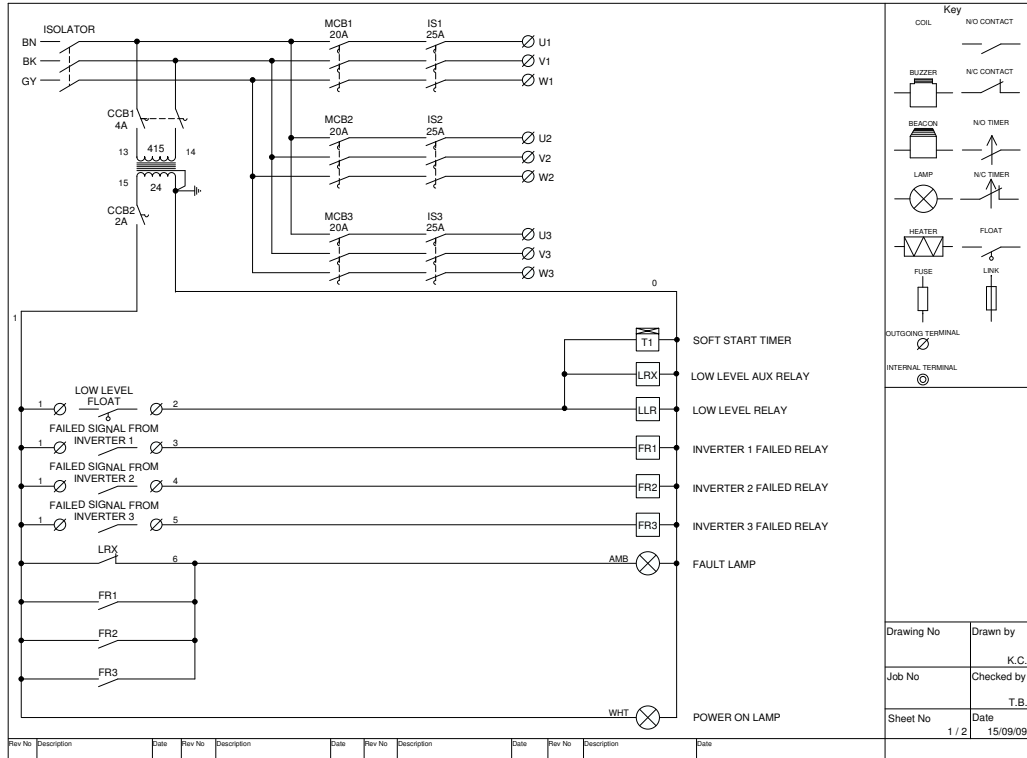 ISOLATOR
BN
BK
GY
MCB1
20A
IS1
25A
U1
V1
W1
CCB1
4A
13
415
14
15
24
CCB2
2A
MCB2
20A
IS2
25A
U2
V2
W2
MCB3
20A
IS3
25A
U3
V3
W3
0
1
T1
SOFT START TIMER
LRX
LOW LEVEL AUX RELAY
LOW LEVEL
FLOAT
1
2
LLR
LOW LEVEL RELAY
FAILED SIGNAL FROM
INVERTER 1
1
3
FR1
INVERTER 1 FAILED RELAY
FAILED SIGNAL FROM
INVERTER 2
1
4
FR2
INVERTER 2 FAILED RELAY
FAILED SIGNAL FROM
INVERTER 3
1
5
FR3
INVERTER 3 FAILED RELAY
LRX
6
AMB
FAULT LAMP
FR1
FR2
FR3
WHT
POWER ON LAMP
Key
COIL
N/O CONTACT
BUZZER
N/C CONTACT
BEACON
N/O TIMER
LAMP
N/C TIMER
HEATER
FLOAT
FUSE
LINK
OUTGOING TERMINAL
INTERNAL TERMINAL
Drawing No
Drawn by
K.C.
Job No
Checked by
T.B.
Sheet No
1 / 2
Date
15/09/09
Rev No Description Date Rev No Description Date Rev No Description Date Rev No Description Date